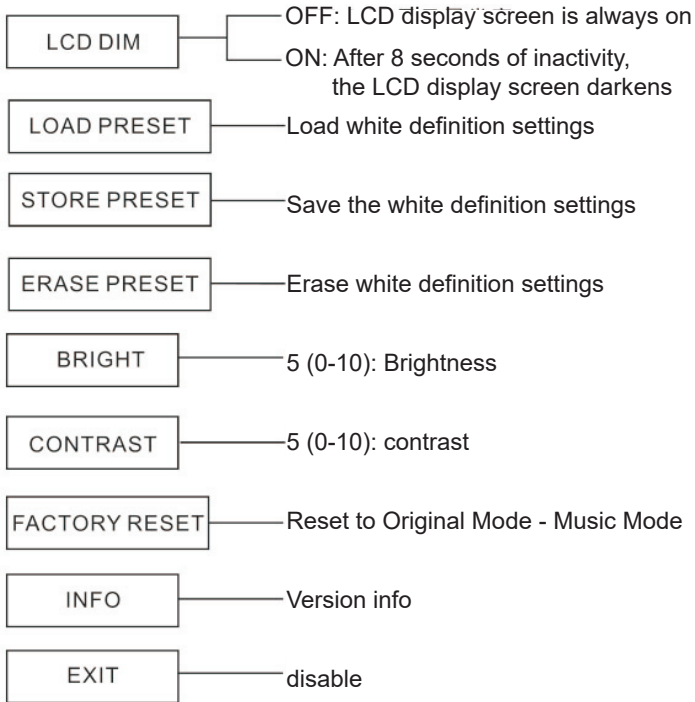 LCD DIM
OFF: LCD display screen is always on
ON: After 8 seconds of inactivity,
the LCD display screen darkens
LOAD PRESET
Load white definition settings
STORE PRESET
Save the white definition settings
ERASE PRESET
Erase white definition settings
BRIGHT
5 (0-10): Brightness
CONTRAST
5 (0-10): contrast
FACTORY RESET
Reset to Original Mode - Music Mode
INFO
Version info
EXIT
disable